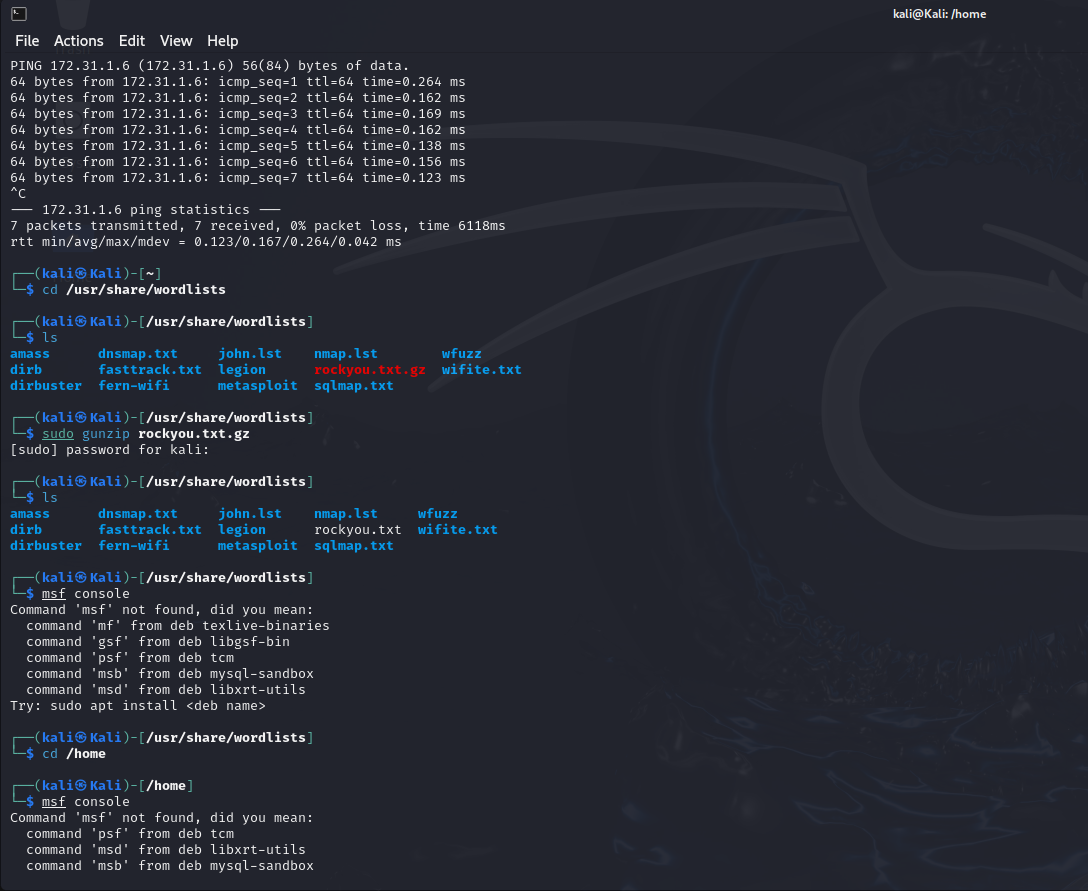 kali@Kali: /home
File Actions Edit View Help
PING 172.31.1.6 (172.31.1.6) 56(84) bytes of data.
64 bytes from 172.31.1.6: icmp_seq=1 ttl=64 time=0.264 ms
64 bytes from 172.31.1.6: icmp_seq=2 ttl=64 time=0.162 ms
64 bytes from 172.31.1.6: icmp_seq=3 ttl=64 time=0.169 ms
64 bytes from 172.31.1.6: icmp_seq=4 ttl=64 time=0.162 ms
64 bytes from 172.31.1.6: icmp_seq=5 ttl=64 time=0.138 ms
64 bytes from 172.31.1.6: icmp_seq=6 ttl=64 time=0.156 ms
64 bytes from 172.31.1.6: icmp_seq=7 ttl=64 time=0.123 ms
^C
--- 172.31.1.6 ping statistics ---
7 packets transmitted, 7 received, 0% packet loss, time 6118ms
rtt min/avg/max/mdev = 0.123/0.167/0.264/0.042 ms
┌──(kali㉿Kali)-[~]
└─$ cd /usr/share/wordlists
┌──(kali㉿Kali)-[/usr/share/wordlists]
└─$ ls
amass dnsmap.txt john.lst nmap.lst wfuzz
dirb fasttrack.txt legion rockyou.txt.gz wifite.txt
dirbuster fern-wifi metasploit sqlmap.txt
┌──(kali㉿Kali)-[/usr/share/wordlists]
└─$ sudo gunzip rockyou.txt.gz
[sudo] password for kali:
┌──(kali㉿Kali)-[/usr/share/wordlists]
└─$ ls
amass dnsmap.txt john.lst nmap.lst wfuzz
dirb fasttrack.txt legion rockyou.txt wifite.txt
dirbuster fern-wifi metasploit sqlmap.txt
┌──(kali㉿Kali)-[/usr/share/wordlists]
└─$ msf console
Command 'msf' not found, did you mean:
command 'mf' from deb texlive-binaries
command 'gsf' from deb libgsf-bin
command 'psf' from deb tcm
command 'msb' from deb mysql-sandbox
command 'msd' from deb libxrt-utils
Try: sudo apt install <deb name>
┌──(kali㉿Kali)-[/usr/share/wordlists]
└─$ cd /home
┌──(kali㉿Kali)-[/home]
└─$ msf console
Command 'msf' not found, did you mean:
command 'psf' from deb tcm
command 'msd' from deb libxrt-utils
command 'msb' from deb mysql-sandbox